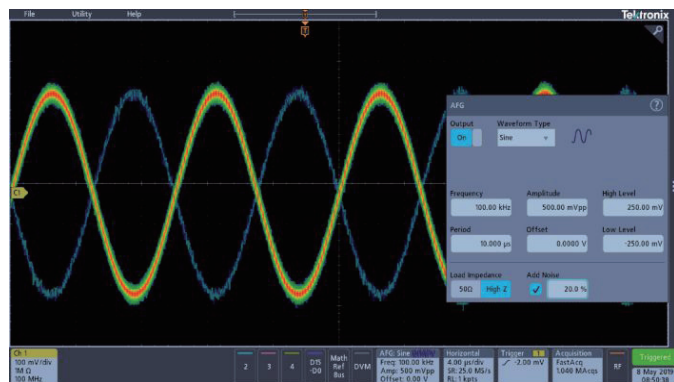 File Utility Help Tektronix
T
T
C1
AFG ?
Output Waveform Type
On Sine
Frequency Amplitude High Level
100.00 kHz 500.00 mVpp 250.00 mV
Period Offset Low Level
10.000 µs 0.0000 V -250.00 mV
Load Impedance Add Noise
50Ω High Z 20.0 %
Ch 1
100 mV/div
1M Ω
100 MHz
2 3 4
D15
-D0
Math
Ref
Bus
DVM
AFG: Sine
Freq: 100.00 kHz
Amp: 500 mVpp
Offset: 0.00 V
Horizontal
4.00 µs/div
SR: 25.0 MS/s
RL: 1 kpts
Trigger 1
-2.00 mV
Acquisition
FastAcq
1.040 MAcqs
RF
Triggered
8 May 2019
08:50:38